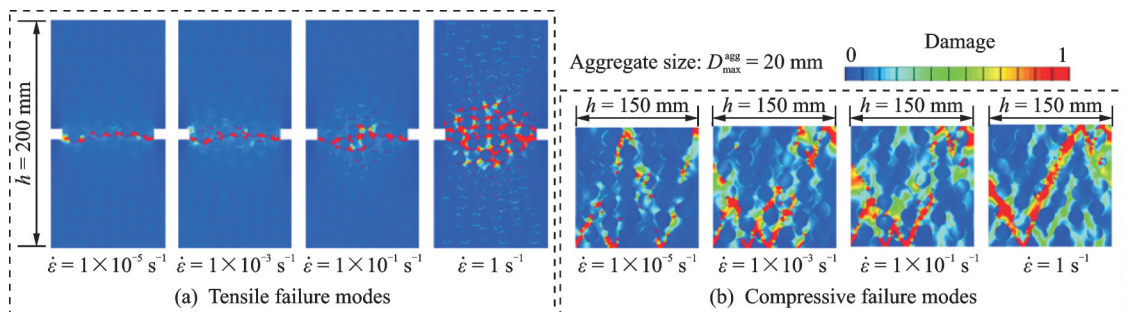 h = 200 mm
ε̇ = 1×10⁻⁵ s⁻¹
ε̇ = 1×10⁻³ s⁻¹
ε̇ = 1×10⁻¹ s⁻¹
ε̇ = 1 s⁻¹
(a) Tensile failure modes
Aggregate size: D_max^agg = 20 mm
Damage
0 1
h = 150 mm
h = 150 mm
h = 150 mm
h = 150 mm
ε̇ = 1×10⁻⁵ s⁻¹
ε̇ = 1×10⁻³ s⁻¹
ε̇ = 1×10⁻¹ s⁻¹
ε̇ = 1 s⁻¹
(b) Compressive failure modes